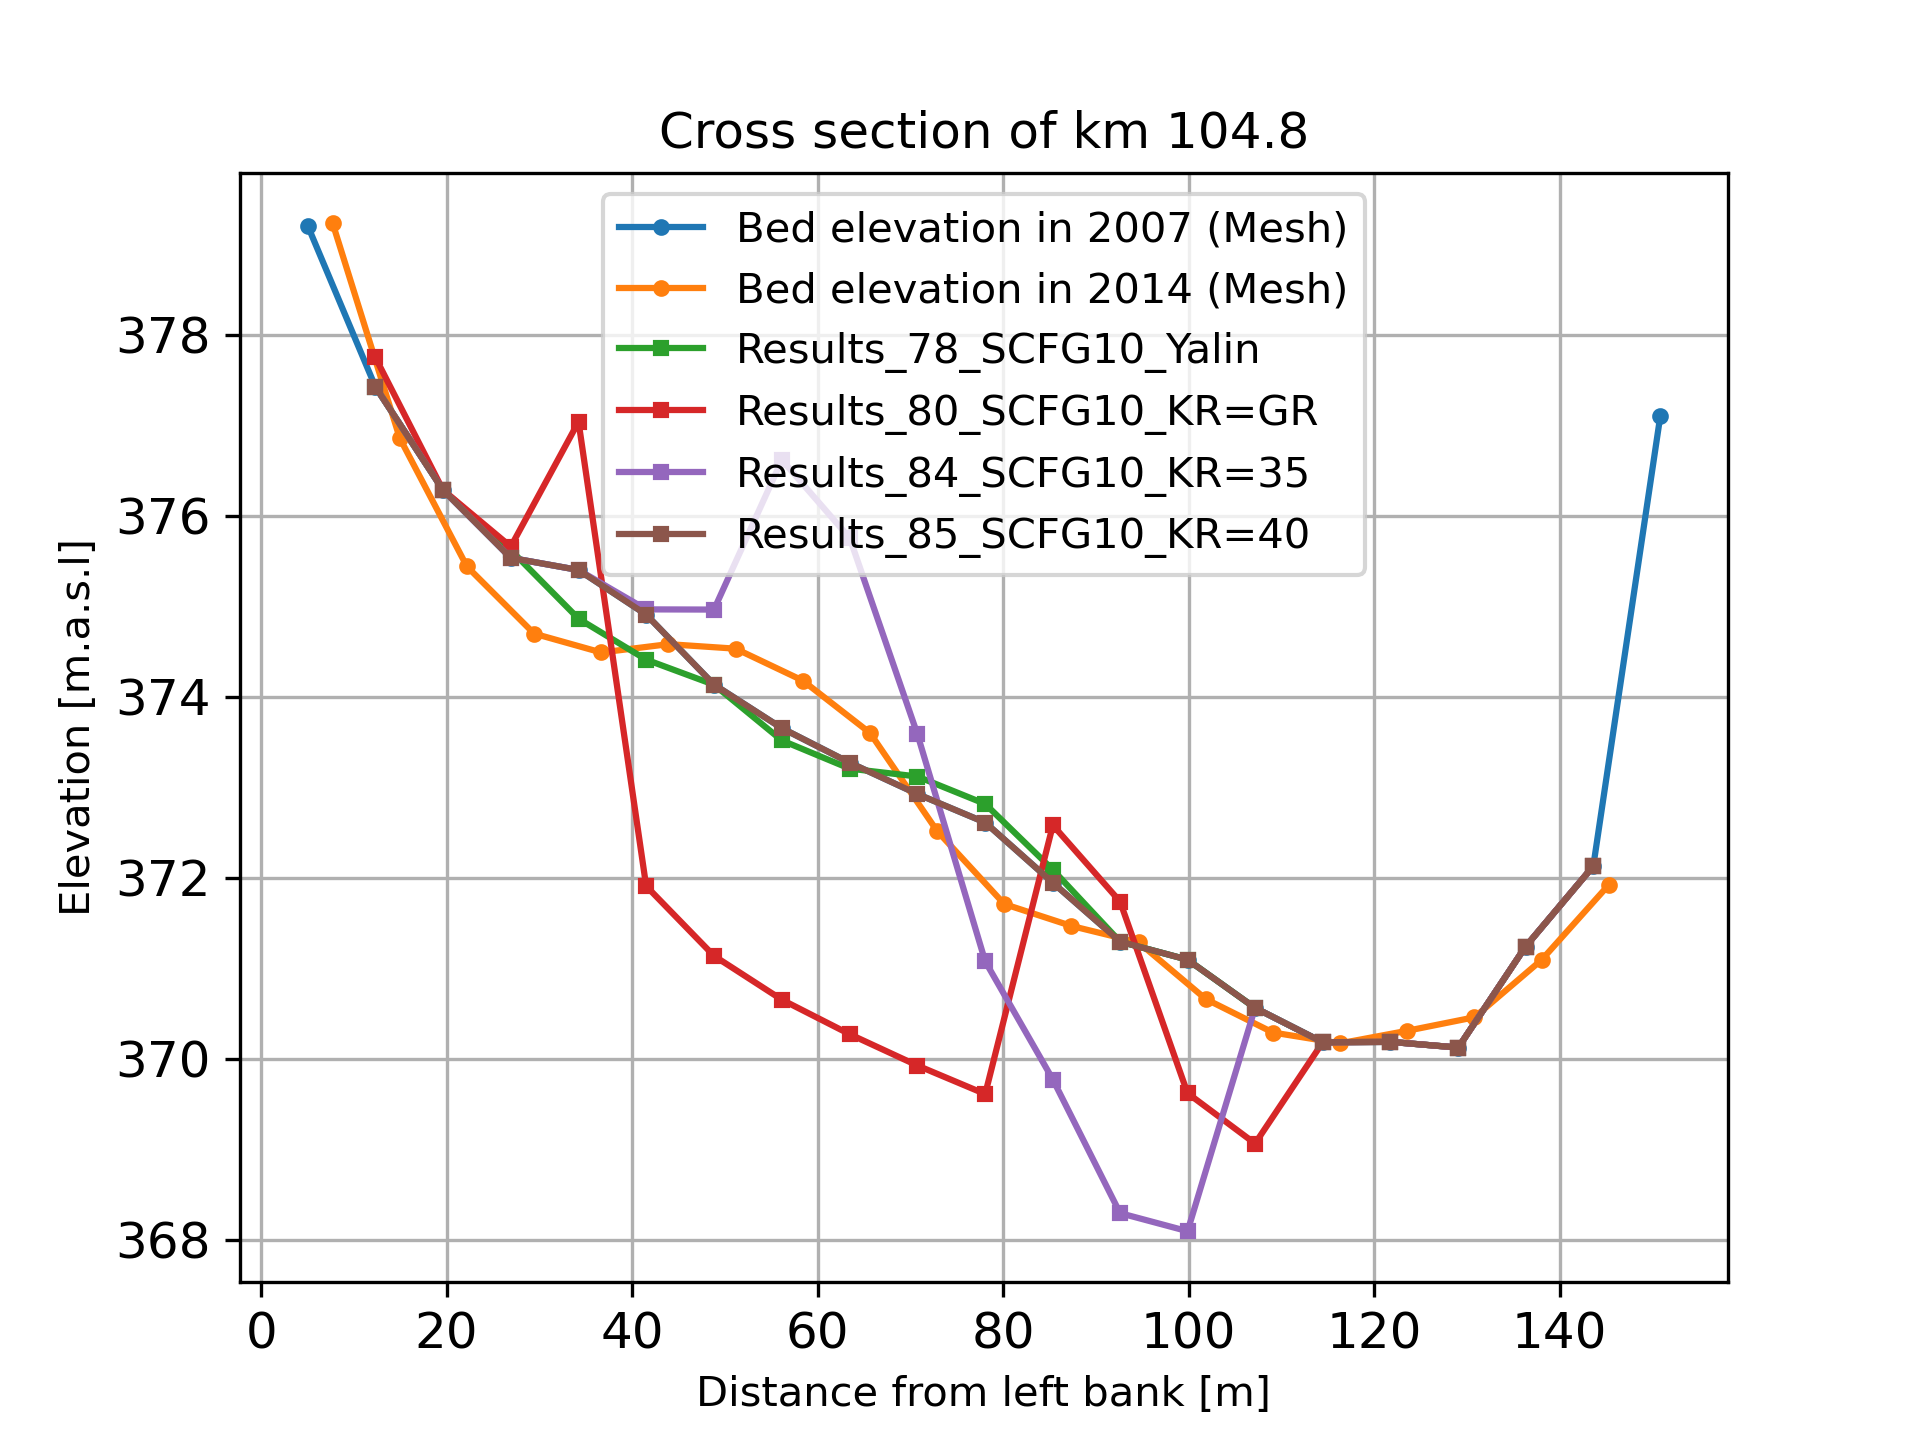 Cross section of km 104.8
Bed elevation in 2007 (Mesh)
Bed elevation in 2014 (Mesh)
Results_78_SCFG10_Yalin
Results_80_SCFG10_KR=GR
Results_84_SCFG10_KR=35
Results_85_SCFG10_KR=40
Elevation [m.a.s.l]
378
376
374
372
370
368
0 20 40 60 80 100 120 140
Distance from left bank [m]